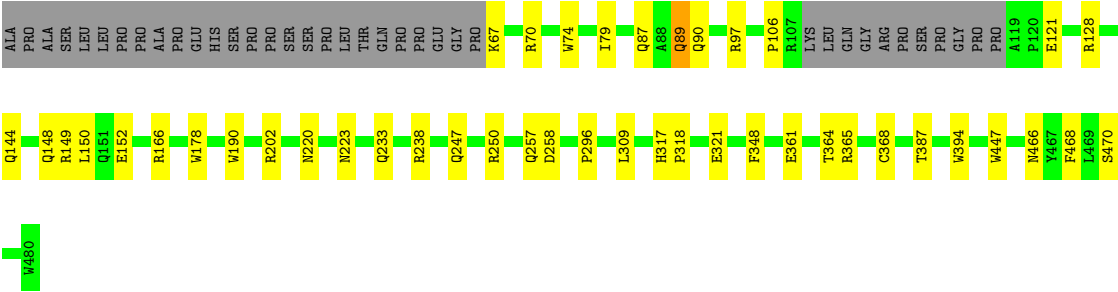 ALA PRO ALA SER LEU LEU PRO PRO ALA PRO GLU HIS SER PRO PRO SER SER PRO LEU THR GLN PRO PRO GLU GLY PRO K67 R70 W74 I79 Q87 A88 Q89 Q90 R97 P106 R107 LYS LEU GLN GLY ARG PRO SER PRO GLY PRO PRO A119 P120 E121 R128
Q144 Q148 R149 L150 Q151 E152 R166 W178 W190 R202 N220 N223 Q233 R238 Q247 R250 Q257 D258 P296 L309 H317 P318 E321 F348 E361 T364 R365 C368 T387 W394 W447 N466 Y467 F468 L469 S470
W480